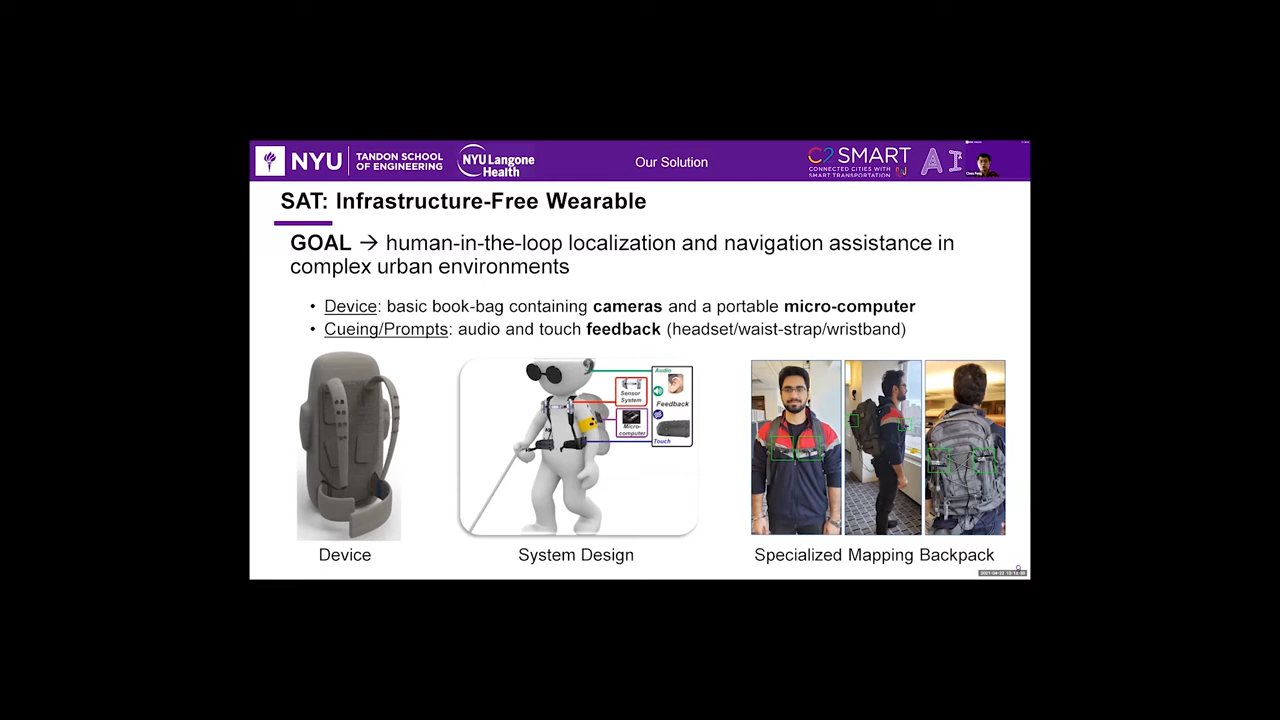 NYU
TANDON SCHOOL
OF ENGINEERING
NYU Langone
Health
Our Solution
C2 SMART
CONNECTED CITIES WITH
SMART TRANSPORTATION
AI
Chen Feng
SAT: Infrastructure-Free Wearable
GOAL → human-in-the-loop localization and navigation assistance in
complex urban environments
• Device: basic book-bag containing cameras and a portable micro-computer
• Cueing/Prompts: audio and touch feedback (headset/waist-strap/wristband)
Audio
Sensor
System
Feedback
Micro-
computer
Touch
Device
System Design
Specialized Mapping Backpack